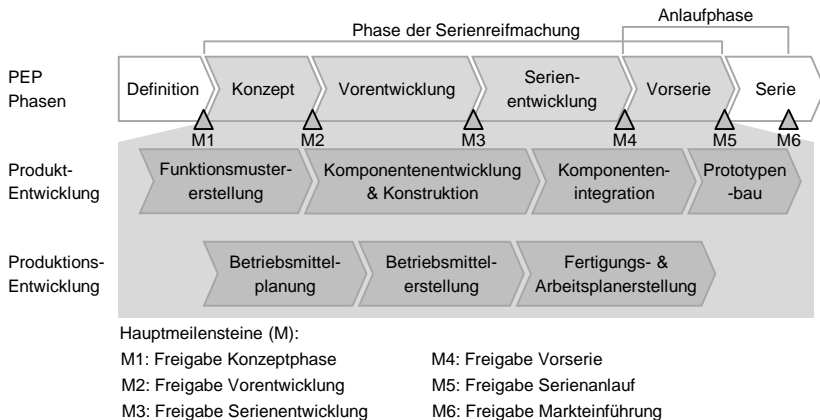 Anlaufphase
Phase der Serienreifmachung
PEP
Phasen
Definition
Konzept
Vorentwicklung
Serien-
entwicklung
Vorserie
Serie
M1
M2
M3
M4
M5
M6
Produkt-
Entwicklung
Funktionsmuster-
erstellung
Komponentenentwicklung
& Konstruktion
Komponenten-
integration
Prototypen
-bau
Produktions-
Entwicklung
Betriebsmittel-
planung
Betriebsmittel-
erstellung
Fertigungs- &
Arbeitsplanerstellung
Hauptmeilensteine (M):
M1: Freigabe Konzeptphase
M2: Freigabe Vorentwicklung
M3: Freigabe Serienentwicklung
M4: Freigabe Vorserie
M5: Freigabe Serienanlauf
M6: Freigabe Markteinführung